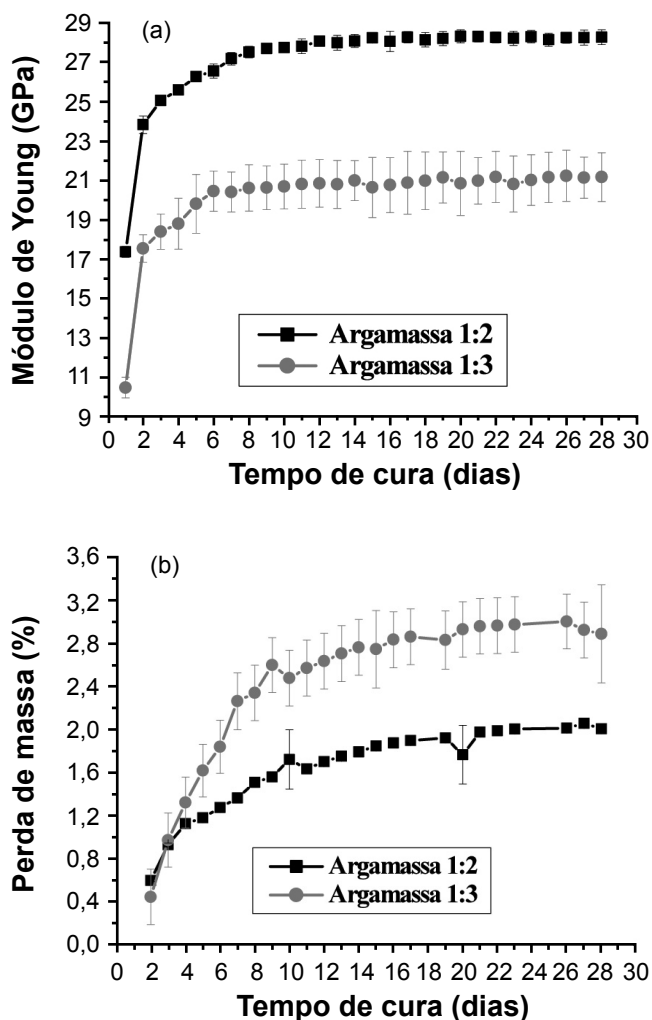 (a)
Módulo de Young (GPa)
29
27
25
23
21
19
17
15
13
11
9
Argamassa 1:2
Argamassa 1:3
0 2 4 6 8 10 12 14 16 18 20 22 24 26 28 30
Tempo de cura (dias)
(b)
Perda de massa (%)
3,6
3,2
2,8
2,4
2,0
1,6
1,2
0,8
0,4
0,0
Argamassa 1:2
Argamassa 1:3
0 2 4 6 8 10 12 14 16 18 20 22 24 26 28 30
Tempo de cura (dias)